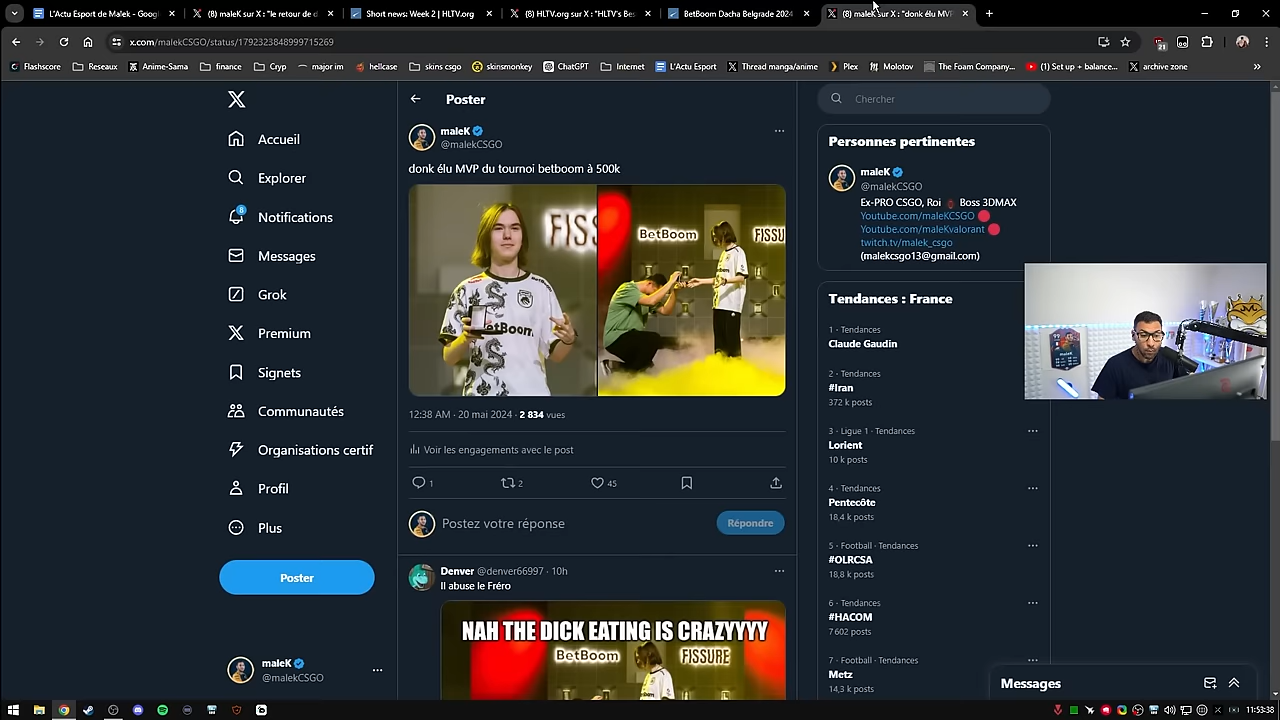 L'Actu Esport de Malek - Googl
(8) maleK sur X : "le retour de d
Short news: Week 2 | HLTV.org
(8) HLTV.org sur X : "HLTV's Bes
BetBoom Dacha Belgrade 2024
(8) maleK sur X : "donk élu MVP
x.com/malekCSGO/status/1792323848999715269
21
Flashscore
Reseaux
Anime-Sama
finance
Cryp
major im
hellcase
skins csgo
skinsmonkey
ChatGPT
Internet
L'Actu Esport
Thread manga/anime
Plex
Molotov
The Foam Company...
(1) Set up + balance...
archive zone
Accueil
Explorer
8
Notifications
Messages
Grok
Premium
Signets
Communautés
Organisations certif
Profil
Plus
Poster
maleK
@malekCSGO
Poster
maleK
@malekCSGO
donk élu MVP du tournoi betboom à 500k
FISS
BetBoom
BetBoom
FISSU
12:38 AM · 20 mai 2024 · 2 834 vues
Voir les engagements avec le post
1
2
45
Postez votre réponse
Répondre
Denver @denver66997 · 10h
Il abuse le Fréro
NAH THE DICK EATING IS CRAZYYYY
BetBoom
FISSURE
Chercher
Personnes pertinentes
maleK
@malekCSGO
Ex-PRO CSGO, Roi Boss 3DMAX
Youtube.com/maleKCSGO
Youtube.com/maleKvalorant
twitch.tv/malek_csgo
(malekcsgo13@gmail.com)
Tendances : France
1 · Tendances
Claude Gaudin
2 · Tendances
#Iran
372 k posts
3 · Ligue 1 · Tendances
Lorient
10 k posts
4 · Tendances
Pentecôte
18,4 k posts
5 · Football · Tendances
#OLRCSA
18,8 k posts
6 · Tendances
#HACOM
7 602 posts
7 · Football · Tendances
Metz
14,3 k posts
maleK
Messages
11:53:38